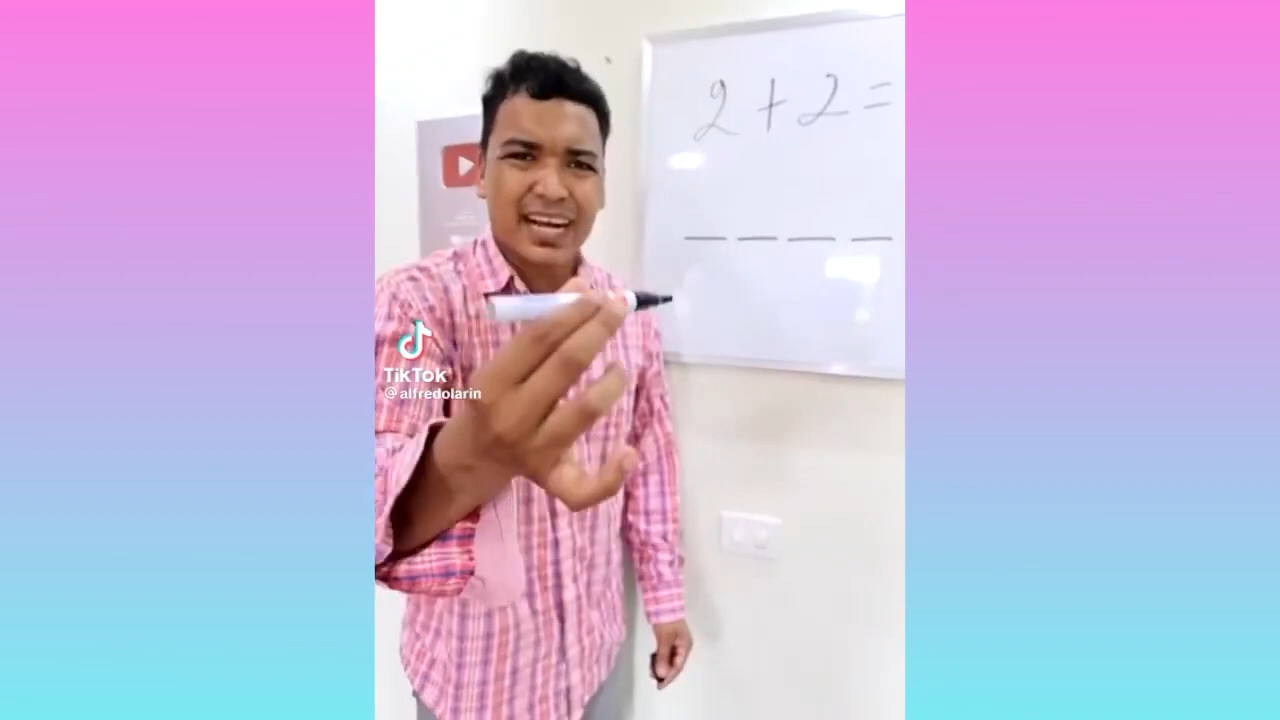 2 + 2 =
_ _ _ _
TikTok
@alfredolarin